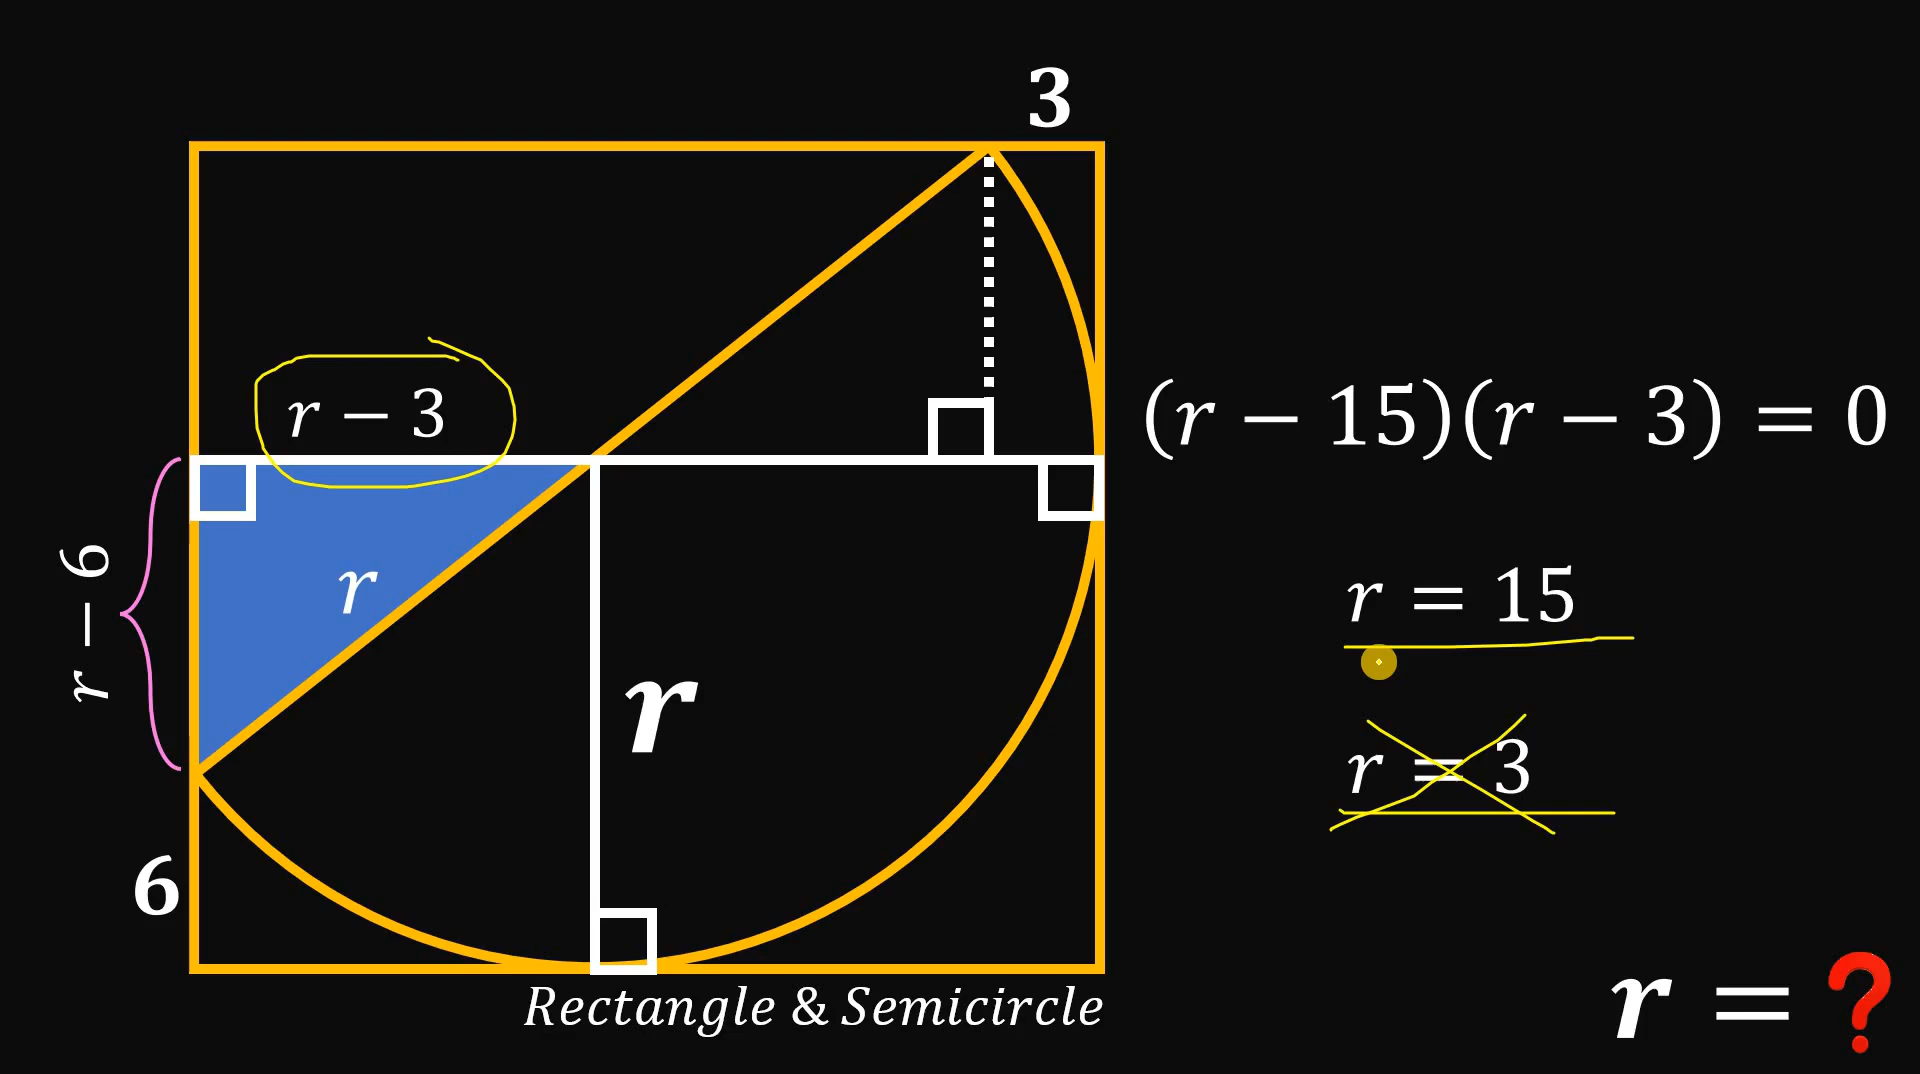 3
r − 3
(r − 15)(r − 3) = 0
r − 6
r
r = 15
r
r = 3
6
Rectangle & Semicircle
r = ?